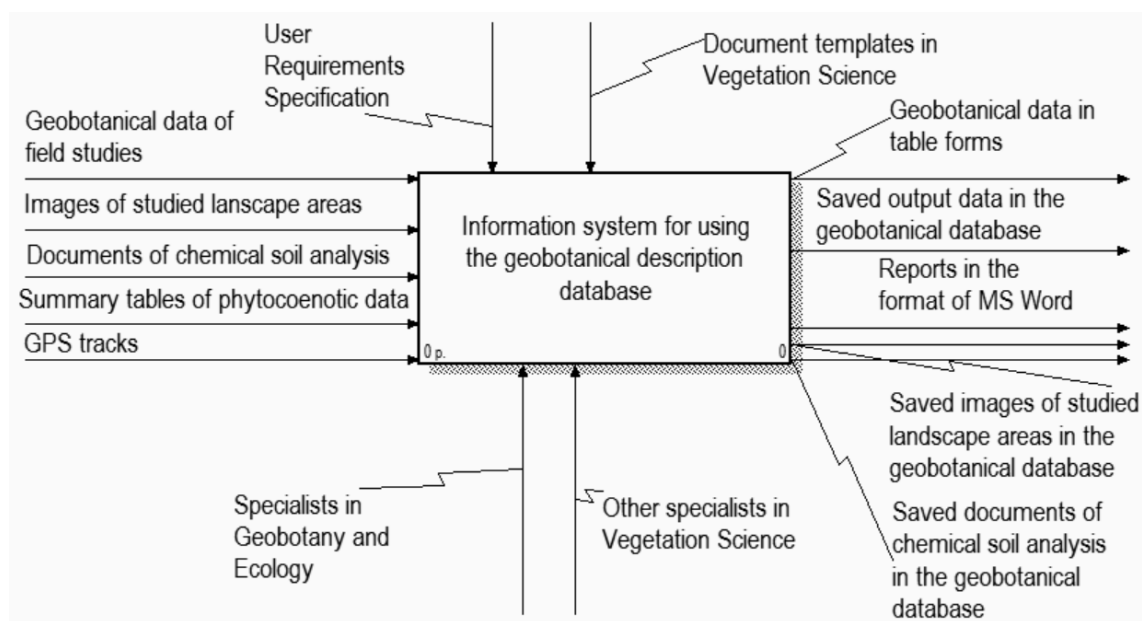 User
Requirements
Specification
Document templates in
Vegetation Science
Geobotanical data of
field studies
Images of studied lanscape areas
Documents of chemical soil analysis
Summary tables of phytocoenotic data
GPS tracks
Information system for using
the geobotanical description
database
0 p.
0
Geobotanical data in
table forms
Saved output data in the
geobotanical database
Reports in the
format of MS Word
Saved images of studied
landscape areas in the
geobotanical database
Saved documents of
chemical soil analysis
in the geobotanical
database
Specialists in
Geobotany and
Ecology
Other specialists in
Vegetation Science